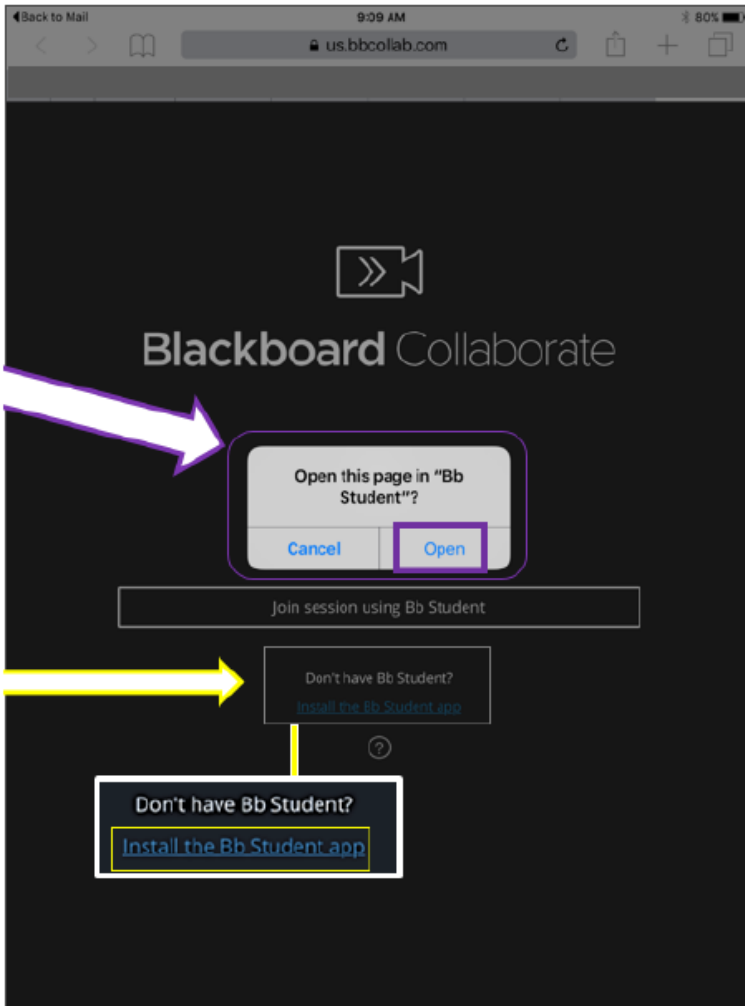 Back to Mail 9:09 AM 80%
us.bbcollab.com
Blackboard Collaborate
Open this page in “Bb
Student”?
Cancel Open
Join session using Bb Student
Don't have Bb Student?
Install the Bb Student app
?
Don't have Bb Student?
Install the Bb Student app